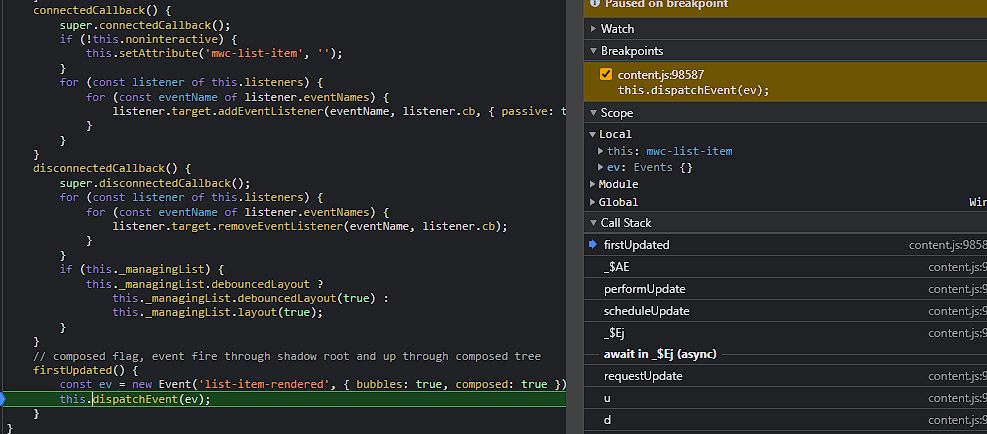 connectedCallback() {
super.connectedCallback();
if (!this.noninteractive) {
this.setAttribute('mwc-list-item', '');
}
for (const listener of this.listeners) {
for (const eventName of listener.eventNames) {
listener.target.addEventListener(eventName, listener.cb, { passive: t
}
}
}
disconnectedCallback() {
super.disconnectedCallback();
for (const listener of this.listeners) {
for (const eventName of listener.eventNames) {
listener.target.removeEventListener(eventName, listener.cb);
}
}
if (this._managingList) {
this._managingList.debouncedLayout ?
this._managingList.debouncedLayout(true) :
this._managingList.layout(true);
}
}
// composed flag, event fire through shadow root and up through composed tree
firstUpdated() {
const ev = new Event('list-item-rendered', { bubbles: true, composed: true })
this.dispatchEvent(ev);
}
}
Paused on breakpoint
Watch
Breakpoints
content.js:98587
this.dispatchEvent(ev);
Scope
Local
this: mwc-list-item
ev: Events {}
Module
Global Win
Call Stack
firstUpdated content.js:9858
_$AE content.js:9
performUpdate content.js:9
scheduleUpdate content.js:9
_$Ej content.js:9
await in _$Ej (async)
requestUpdate content.js:9
u content.js:9
d content.js:9